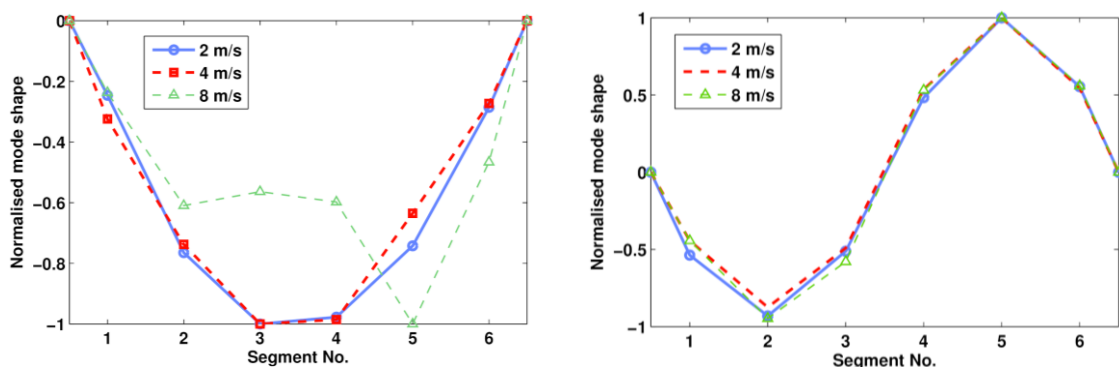 Normalised mode shape
0
−0.2
−0.4
−0.6
−0.8
−1
2 m/s
4 m/s
8 m/s
1 2 3 4 5 6
Segment No.
Normalised mode shape
1
0.5
0
−0.5
−1
2 m/s
4 m/s
8 m/s
1 2 3 4 5 6
Segment No.